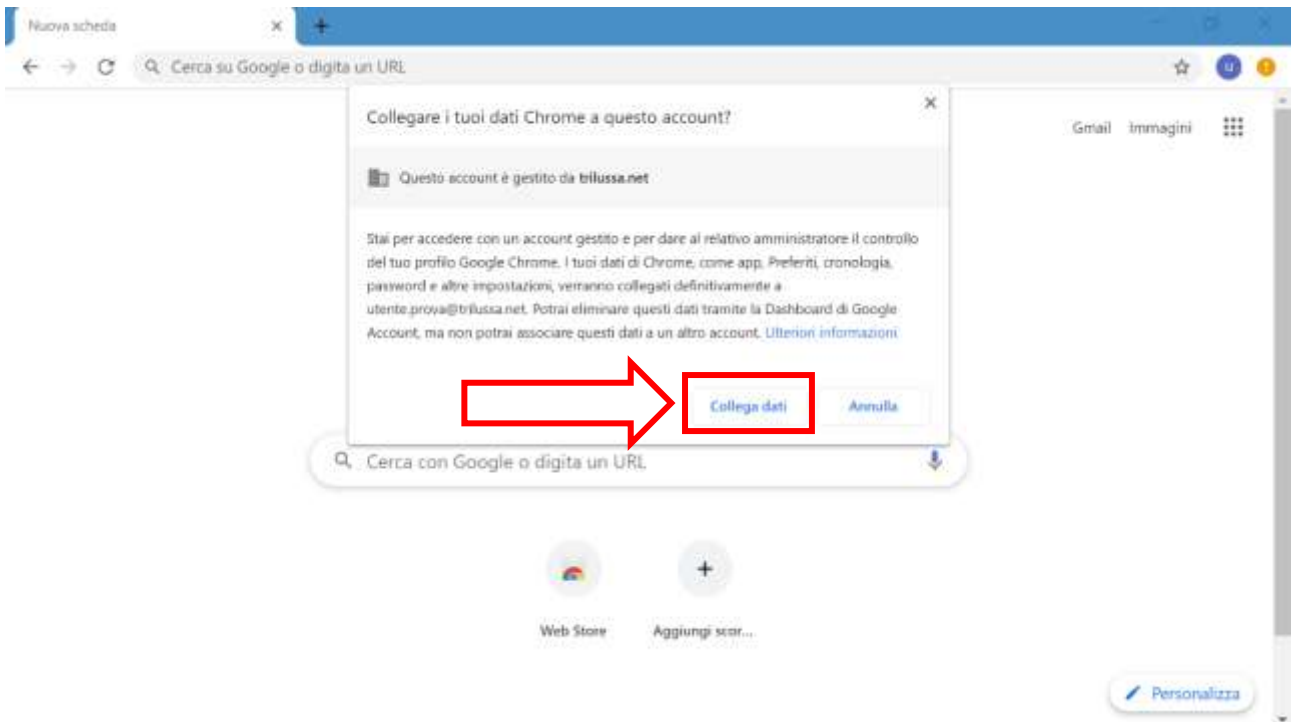 Nuova scheda
Cerca su Google o digita un URL
U
Gmail Immagini
Collegare i tuoi dati Chrome a questo account?
Questo account è gestito da trilussa.net
Stai per accedere con un account gestito e per dare al relativo amministratore il controllo
del tuo profilo Google Chrome. I tuoi dati di Chrome, come app, Preferiti, cronologia,
password e altre impostazioni, verranno collegati definitivamente a
utente.prova@trilussa.net. Potrai eliminare questi dati tramite la Dashboard di Google
Account, ma non potrai associare questi dati a un altro account. Ulteriori informazioni
Collega dati Annulla
Cerca con Google o digita un URL
Web Store Aggiungi scor...
Personalizza